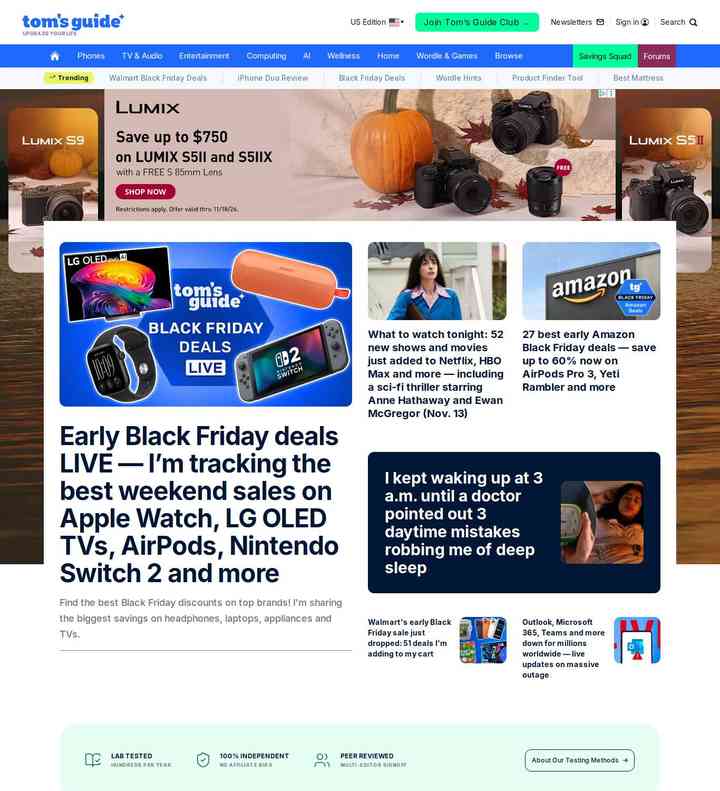 tom's guide
UPGRADE YOUR LIFE
US Edition
Join Tom's Guide Club →
Newsletters
Sign in
Search
Phones
TV & Audio
Entertainment
Computing
AI
Wellness
Home
Wordle & Games
Browse
Savings Squad
Forums
Trending
Walmart Black Friday Deals
iPhone Duo Review
Black Friday Deals
Wordle Hints
Product Finder Tool
Best Mattress
LUMIX S9
LUMIX
Save up to $750
on LUMIX S5II and S5IIX
with a FREE S 85mm Lens
SHOP NOW
Restrictions apply. Offer valid thru 11/18/26.
FREE
LUMIX S5II
LG OLED evo AI
tom's
guide
BLACK FRIDAY
DEALS
LIVE
2
NINTENDO
SWITCH
Early Black Friday deals
LIVE — I'm tracking the
best weekend sales on
Apple Watch, LG OLED
TVs, AirPods, Nintendo
Switch 2 and more
Find the best Black Friday discounts on top brands! I'm sharing
the biggest savings on headphones, laptops, appliances and
TVs.
What to watch tonight: 52
new shows and movies
just added to Netflix, HBO
Max and more — including
a sci-fi thriller starring
Anne Hathaway and Ewan
McGregor (Nov. 13)
amazon
tg
BLACK FRIDAY
Amazon
Deals
27 best early Amazon
Black Friday deals — save
up to 60% now on
AirPods Pro 3, Yeti
Rambler and more
I kept waking up at 3
a.m. until a doctor
pointed out 3
daytime mistakes
robbing me of deep
sleep
Walmart's early Black
Friday sale just
dropped: 51 deals I'm
adding to my cart
Outlook, Microsoft
365, Teams and more
down for millions
worldwide — live
updates on massive
outage
LAB TESTED
HUNDREDS PER YEAR
100% INDEPENDENT
NO AFFILIATE BIAS
PEER REVIEWED
MULTI-EDITOR SIGNOFF
About Our Testing Methods →